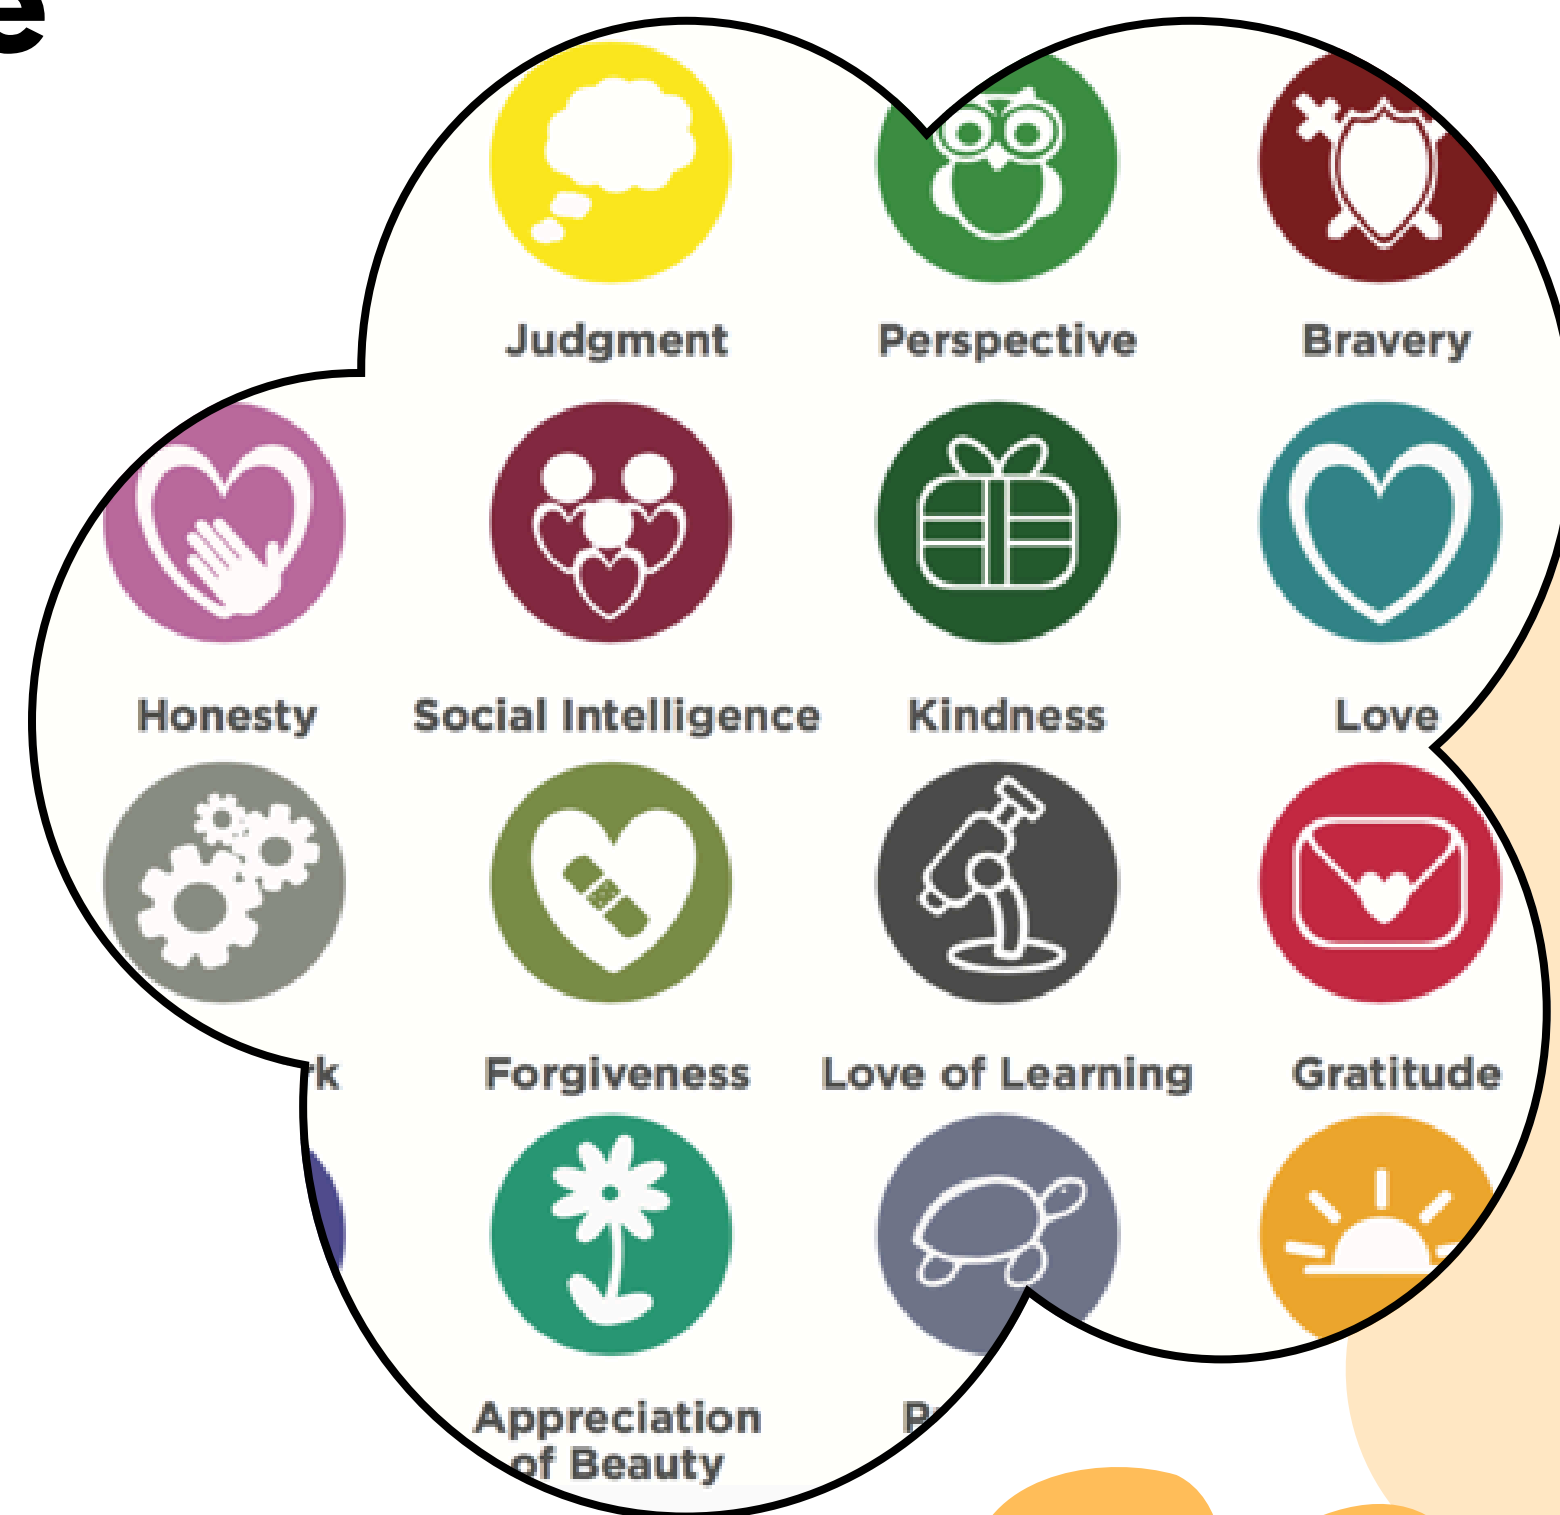 e
Judgment Perspective Bravery
Honesty Social Intelligence Kindness Love
k Forgiveness Love of Learning Gratitude
Appreciation
of Beauty